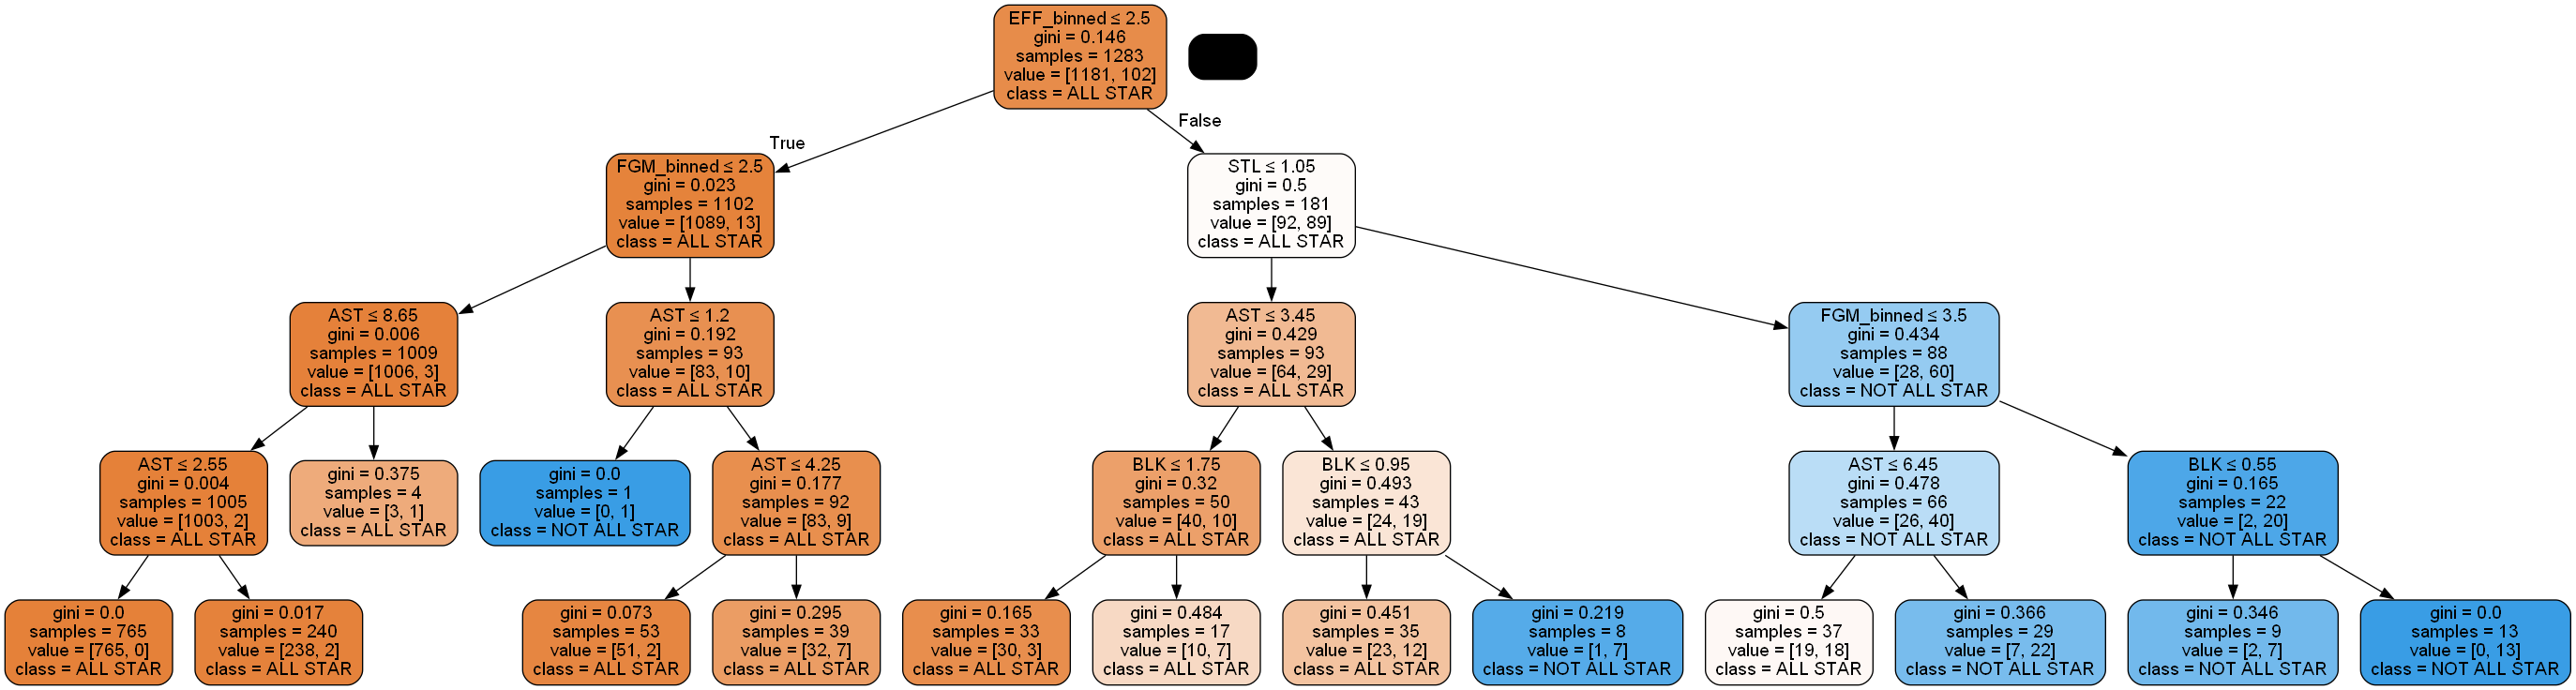 EFF_binned ≤ 2.5
gini = 0.146
samples = 1283
value = [1181, 102]
class = ALL STAR
True
False
FGM_binned ≤ 2.5
gini = 0.023
samples = 1102
value = [1089, 13]
class = ALL STAR
STL ≤ 1.05
gini = 0.5
samples = 181
value = [92, 89]
class = ALL STAR
AST ≤ 8.65
gini = 0.006
samples = 1009
value = [1006, 3]
class = ALL STAR
AST ≤ 1.2
gini = 0.192
samples = 93
value = [83, 10]
class = ALL STAR
AST ≤ 3.45
gini = 0.429
samples = 93
value = [64, 29]
class = ALL STAR
FGM_binned ≤ 3.5
gini = 0.434
samples = 88
value = [28, 60]
class = NOT ALL STAR
AST ≤ 2.55
gini = 0.004
samples = 1005
value = [1003, 2]
class = ALL STAR
gini = 0.375
samples = 4
value = [3, 1]
class = ALL STAR
gini = 0.0
samples = 1
value = [0, 1]
class = NOT ALL STAR
AST ≤ 4.25
gini = 0.177
samples = 92
value = [83, 9]
class = ALL STAR
BLK ≤ 1.75
gini = 0.32
samples = 50
value = [40, 10]
class = ALL STAR
BLK ≤ 0.95
gini = 0.493
samples = 43
value = [24, 19]
class = ALL STAR
AST ≤ 6.45
gini = 0.478
samples = 66
value = [26, 40]
class = NOT ALL STAR
BLK ≤ 0.55
gini = 0.165
samples = 22
value = [2, 20]
class = NOT ALL STAR
gini = 0.0
samples = 765
value = [765, 0]
class = ALL STAR
gini = 0.017
samples = 240
value = [238, 2]
class = ALL STAR
gini = 0.073
samples = 53
value = [51, 2]
class = ALL STAR
gini = 0.295
samples = 39
value = [32, 7]
class = ALL STAR
gini = 0.165
samples = 33
value = [30, 3]
class = ALL STAR
gini = 0.484
samples = 17
value = [10, 7]
class = ALL STAR
gini = 0.451
samples = 35
value = [23, 12]
class = ALL STAR
gini = 0.219
samples = 8
value = [1, 7]
class = NOT ALL STAR
gini = 0.5
samples = 37
value = [19, 18]
class = ALL STAR
gini = 0.366
samples = 29
value = [7, 22]
class = NOT ALL STAR
gini = 0.346
samples = 9
value = [2, 7]
class = NOT ALL STAR
gini = 0.0
samples = 13
value = [0, 13]
class = NOT ALL STAR